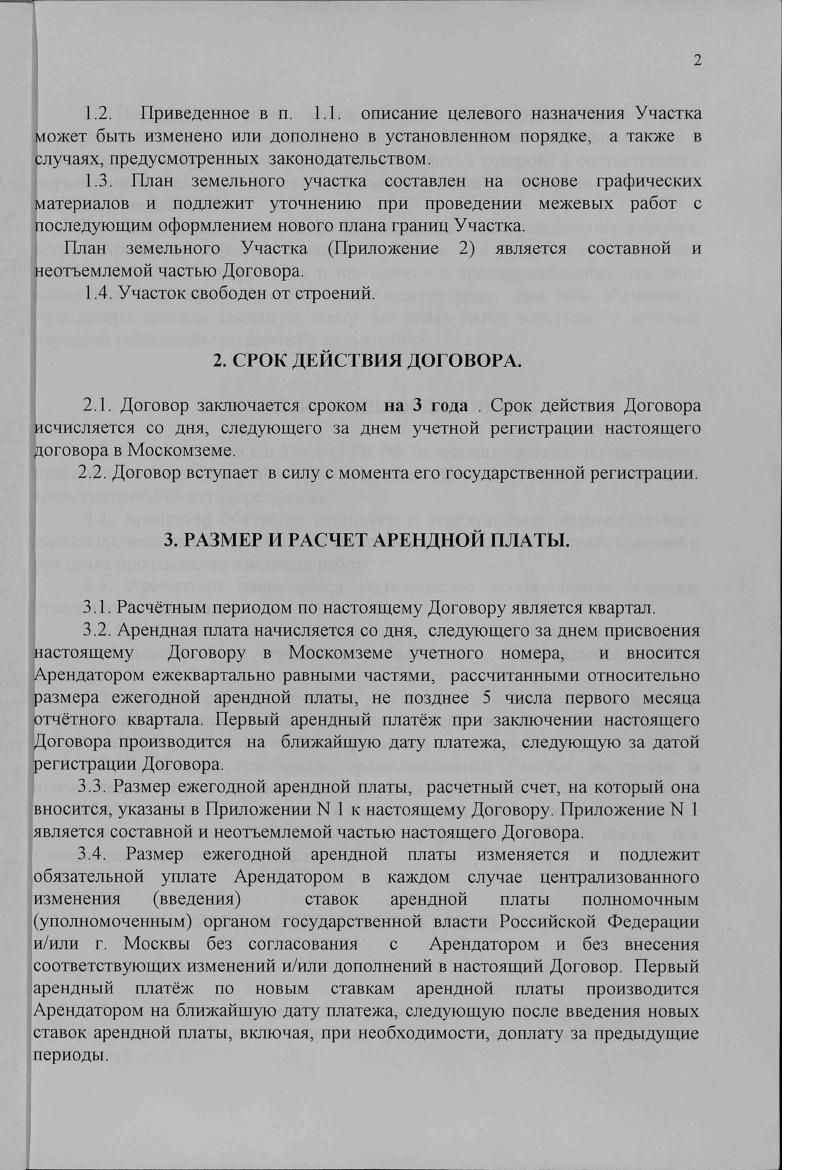 2
1.2. Приведенное в п. 1.1. описание целевого назначения Участка
может быть изменено или дополнено в установленном порядке, а также в
случаях, предусмотренных законодательством.
1.3. План земельного участка составлен на основе графических
материалов и подлежит уточнению при проведении межевых работ с
последующим оформлением нового плана границ Участка.
План земельного Участка (Приложение 2) является составной и
неотъемлемой частью Договора.
1.4. Участок свободен от строений.
2. СРОК ДЕЙСТВИЯ ДОГОВОРА.
2.1. Договор заключается сроком на 3 года . Срок действия Договора
исчисляется со дня, следующего за днем учетной регистрации настоящего
договора в Москомземе.
2.2. Договор вступает в силу с момента его государственной регистрации.
3. РАЗМЕР И РАСЧЕТ АРЕНДНОЙ ПЛАТЫ.
3.1. Расчётным периодом по настоящему Договору является квартал.
3.2. Арендная плата начисляется со дня, следующего за днем присвоения
настоящему Договору в Москомземе учетного номера, и вносится
Арендатором ежеквартально равными частями, рассчитанными относительно
размера ежегодной арендной платы, не позднее 5 числа первого месяца
отчётного квартала. Первый арендный платёж при заключении настоящего
Договора производится на ближайшую дату платежа, следующую за датой
регистрации Договора.
3.3. Размер ежегодной арендной платы, расчетный счет, на который она
вносится, указаны в Приложении N 1 к настоящему Договору. Приложение N 1
является составной и неотъемлемой частью настоящего Договора.
3.4. Размер ежегодной арендной платы изменяется и подлежит
обязательной уплате Арендатором в каждом случае централизованного
изменения (введения) ставок арендной платы полномочным
(уполномоченным) органом государственной власти Российской Федерации
и/или г. Москвы без согласования с Арендатором и без внесения
соответствующих изменений и/или дополнений в настоящий Договор. Первый
арендный платёж по новым ставкам арендной платы производится
Арендатором на ближайшую дату платежа, следующую после введения новых
ставок арендной платы, включая, при необходимости, доплату за предыдущие
периоды.